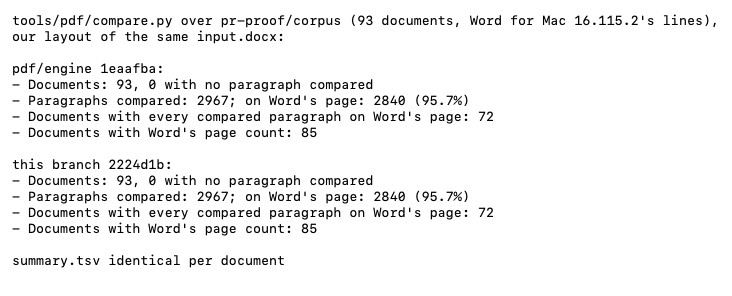 tools/pdf/compare.py over pr-proof/corpus (93 documents, Word for Mac 16.115.2's lines),
our layout of the same input.docx:

pdf/engine 1eaafba:
- Documents: 93, 0 with no paragraph compared
- Paragraphs compared: 2967; on Word's page: 2840 (95.7%)
- Documents with every compared paragraph on Word's page: 72
- Documents with Word's page count: 85

this branch 2224d1b:
- Documents: 93, 0 with no paragraph compared
- Paragraphs compared: 2967; on Word's page: 2840 (95.7%)
- Documents with every compared paragraph on Word's page: 72
- Documents with Word's page count: 85

summary.tsv identical per document